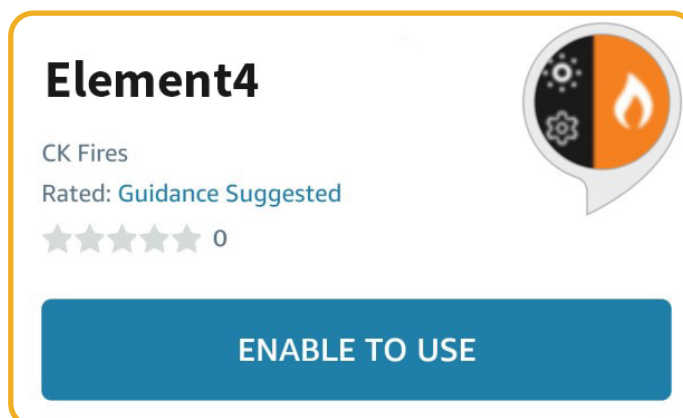 Element4
CK Fires
Rated: Guidance Suggested
0
ENABLE TO USE